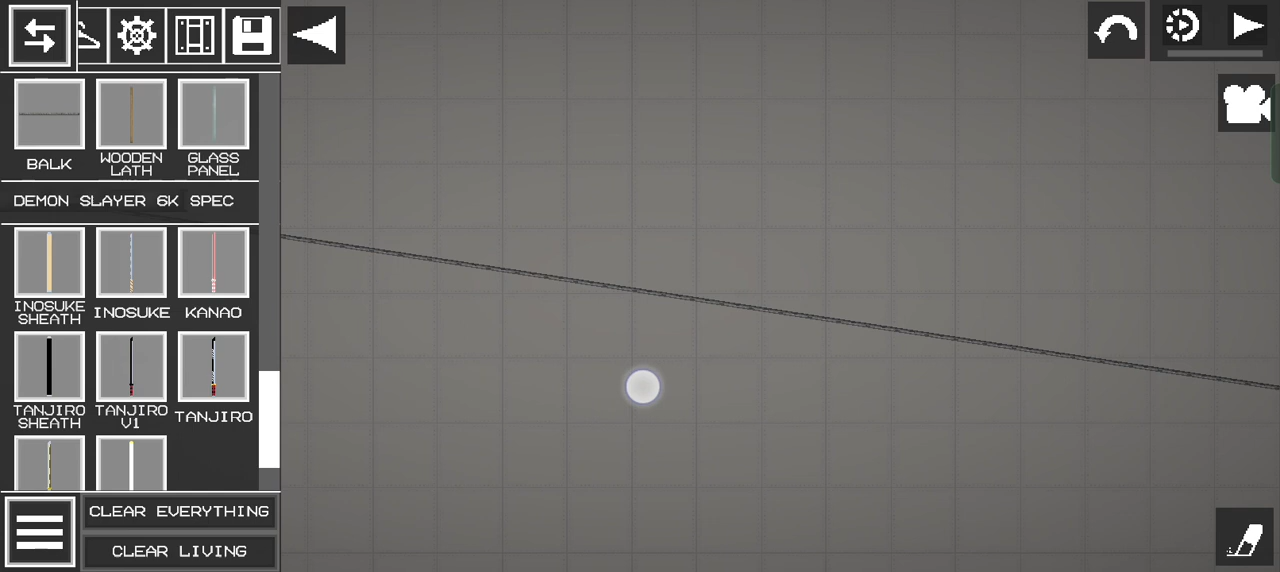 BALK
WOODEN
LATH
GLASS
PANEL
DEMON SLAYER 6K SPEC
INOSUKE
SHEATH
INOSUKE
KANAO
TANJIRO
SHEATH
TANJIRO
V1
TANJIRO
CLEAR EVERYTHING
CLEAR LIVING